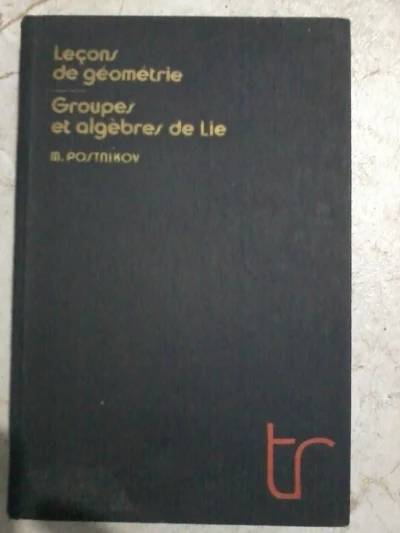 Leçons
de géométrie
Groupes
et algèbres de Lie
M. POSTNIKOV
tr